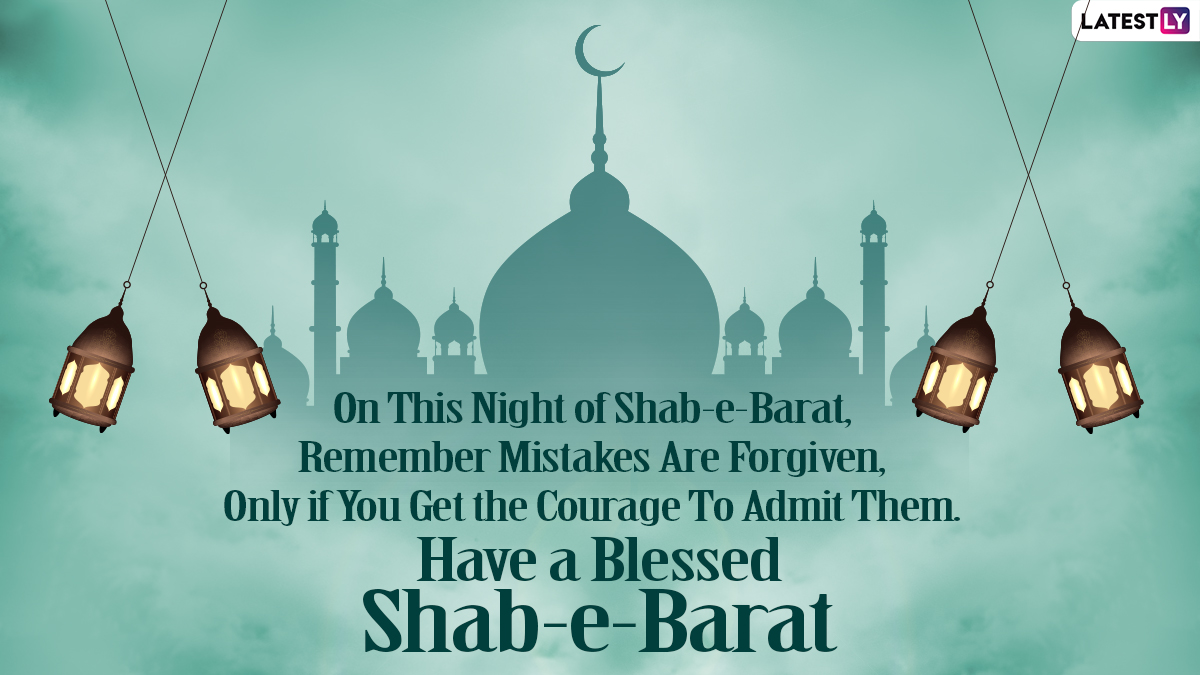 LATESTLY
On This Night of Shab-e-Barat,
Remember Mistakes Are Forgiven,
Only if You Get the Courage To Admit Them.
Have a Blessed
Shab-e-Barat